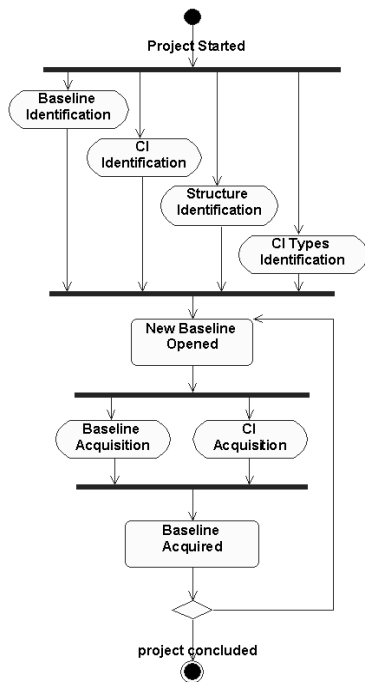 Project Started
Baseline
Identification
CI
Identification
Structure
Identification
CI Types
Identification
New Baseline
Opened
Baseline
Acquisition
CI
Acquisition
Baseline
Acquired
project concluded